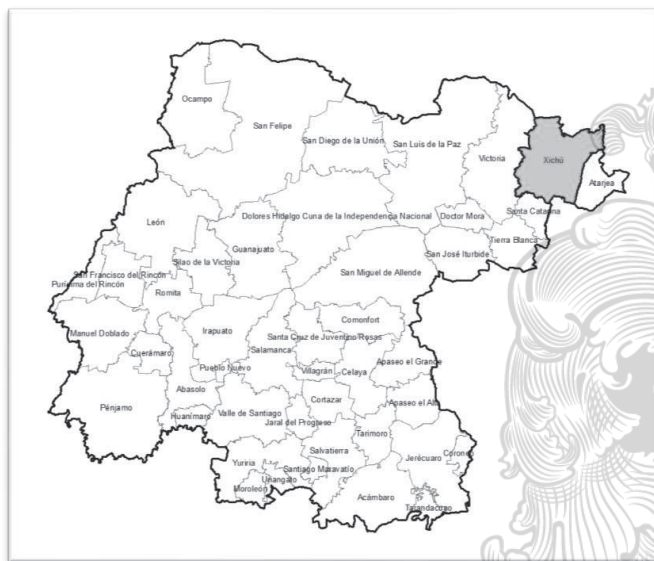 Ocampo
San Felipe
San Diego de la Unión
San Luis de la Paz
Victoria
Xichú
Atarjea
León
Dolores Hidalgo Cuna de la Independencia Nacional
Doctor Mora
Santa Catarina
Guanajuato
San José Iturbide
Tierra Blanca
Silao de la Victoria
San Francisco del Rincón
San Miguel de Allende
Purísima del Rincón
Romita
Comonfort
Manuel Doblado
Irapuato
Santa Cruz de Juventino Rosas
Cuerámaro
Salamanca
Apaseo el Grande
Pueblo Nuevo
Villagrán
Celaya
Abasolo
Pénjamo
Cortazar
Apaseo el Alto
Huanímaro
Valle de Santiago
Jaral del Progreso
Tarimoro
Salvatierra
Jerécuaro
Coroneo
Yuriria
Santiago Maravatío
Uriangato
Moroleón
Acámbaro
Tarandacuao